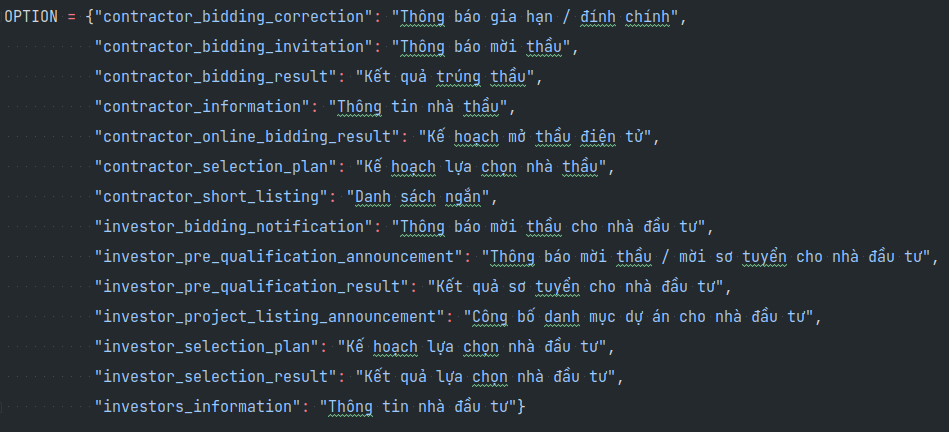 OPTION = {"contractor_bidding_correction": "Thông báo gia hạn / đính chính",
"contractor_bidding_invitation": "Thông báo mời thầu",
"contractor_bidding_result": "Kết quả trúng thầu",
"contractor_information": "Thông tin nhà thầu",
"contractor_online_bidding_result": "Kế hoạch mở thầu điện tử",
"contractor_selection_plan": "Kế hoạch lựa chọn nhà thầu",
"contractor_short_listing": "Danh sách ngắn",
"investor_bidding_notification": "Thông báo mời thầu cho nhà đầu tư",
"investor_pre_qualification_announcement": "Thông báo mời thầu / mời sơ tuyển cho nhà đầu tư",
"investor_pre_qualification_result": "Kết quả sơ tuyển cho nhà đầu tư",
"investor_project_listing_announcement": "Công bố danh mục dự án cho nhà đầu tư",
"investor_selection_plan": "Kế hoạch lựa chọn nhà đầu tư",
"investor_selection_result": "Kết quả lựa chọn nhà đầu tư",
"investors_information": "Thông tin nhà đầu tư"}